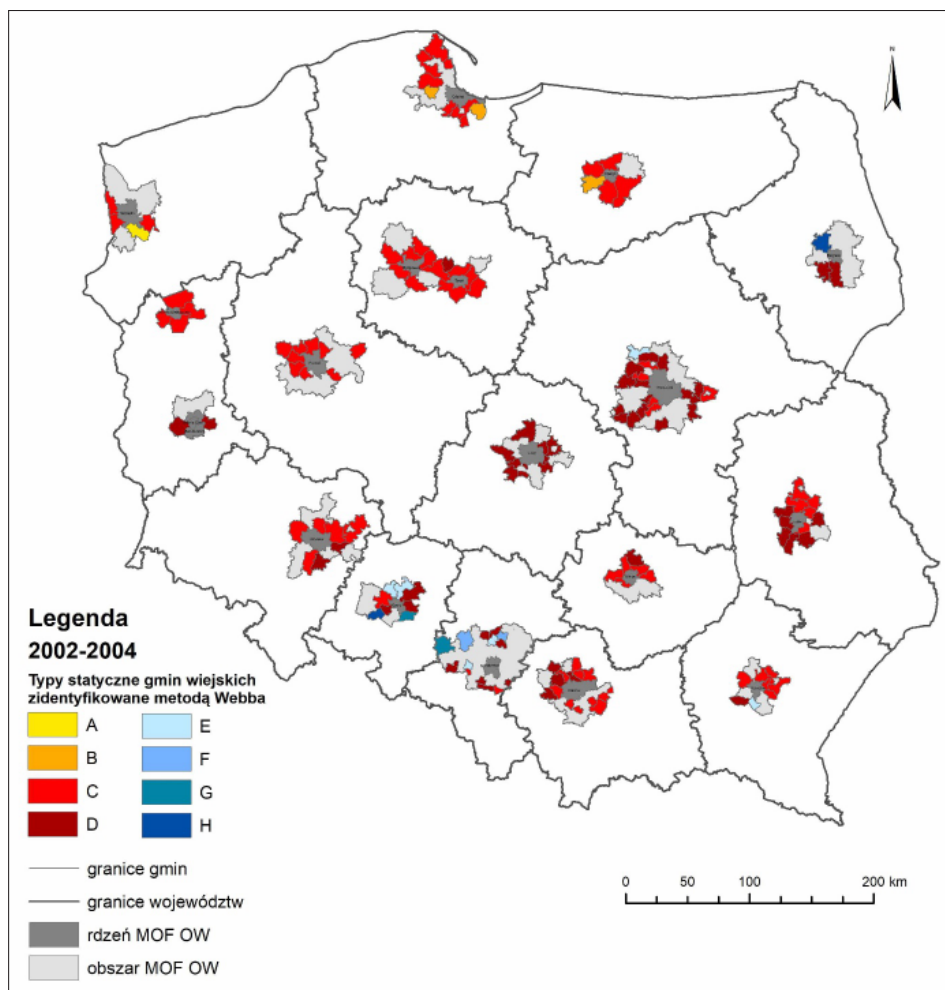 N
Legenda
2002-2004
Typy statyczne gmin wiejskich
zidentyfikowane metodą Webba
A
E
B
F
C
G
D
H
granice gmin
granice województw
rdzeń MOF OW
obszar MOF OW
0 50 100 200 km